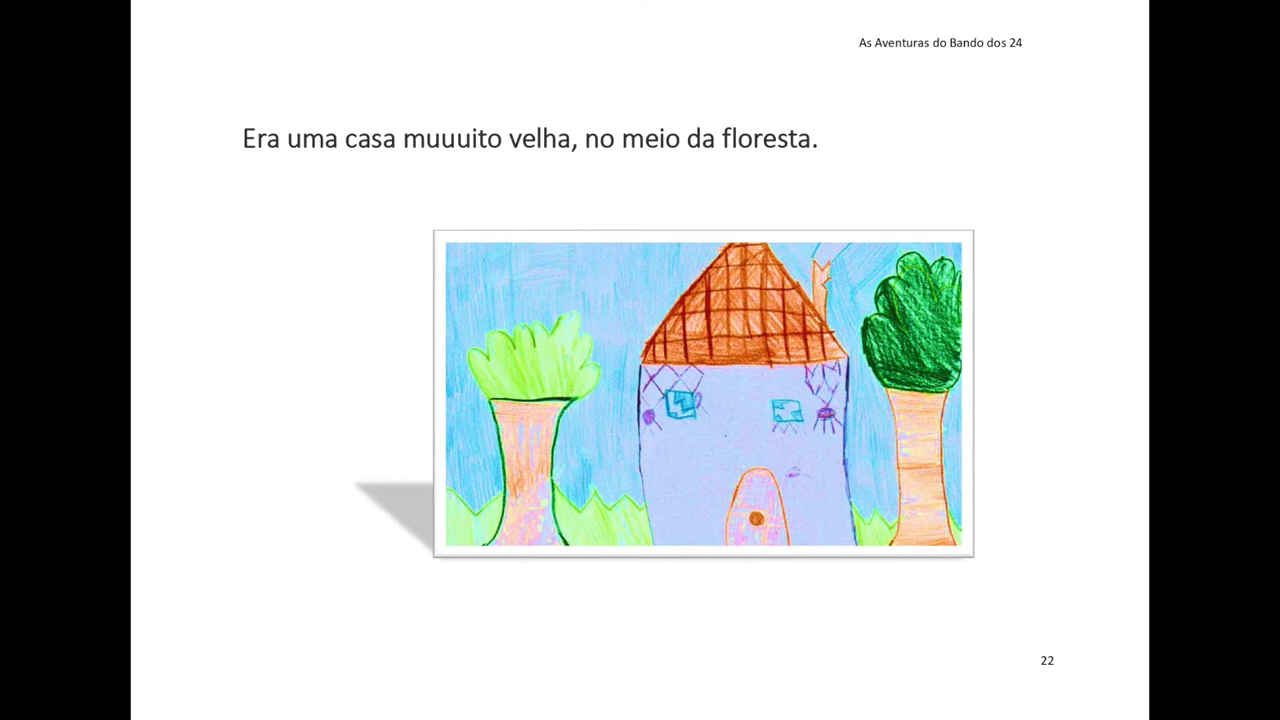 As Aventuras do Bando dos 24
Era uma casa muuuito velha, no meio da floresta.
22